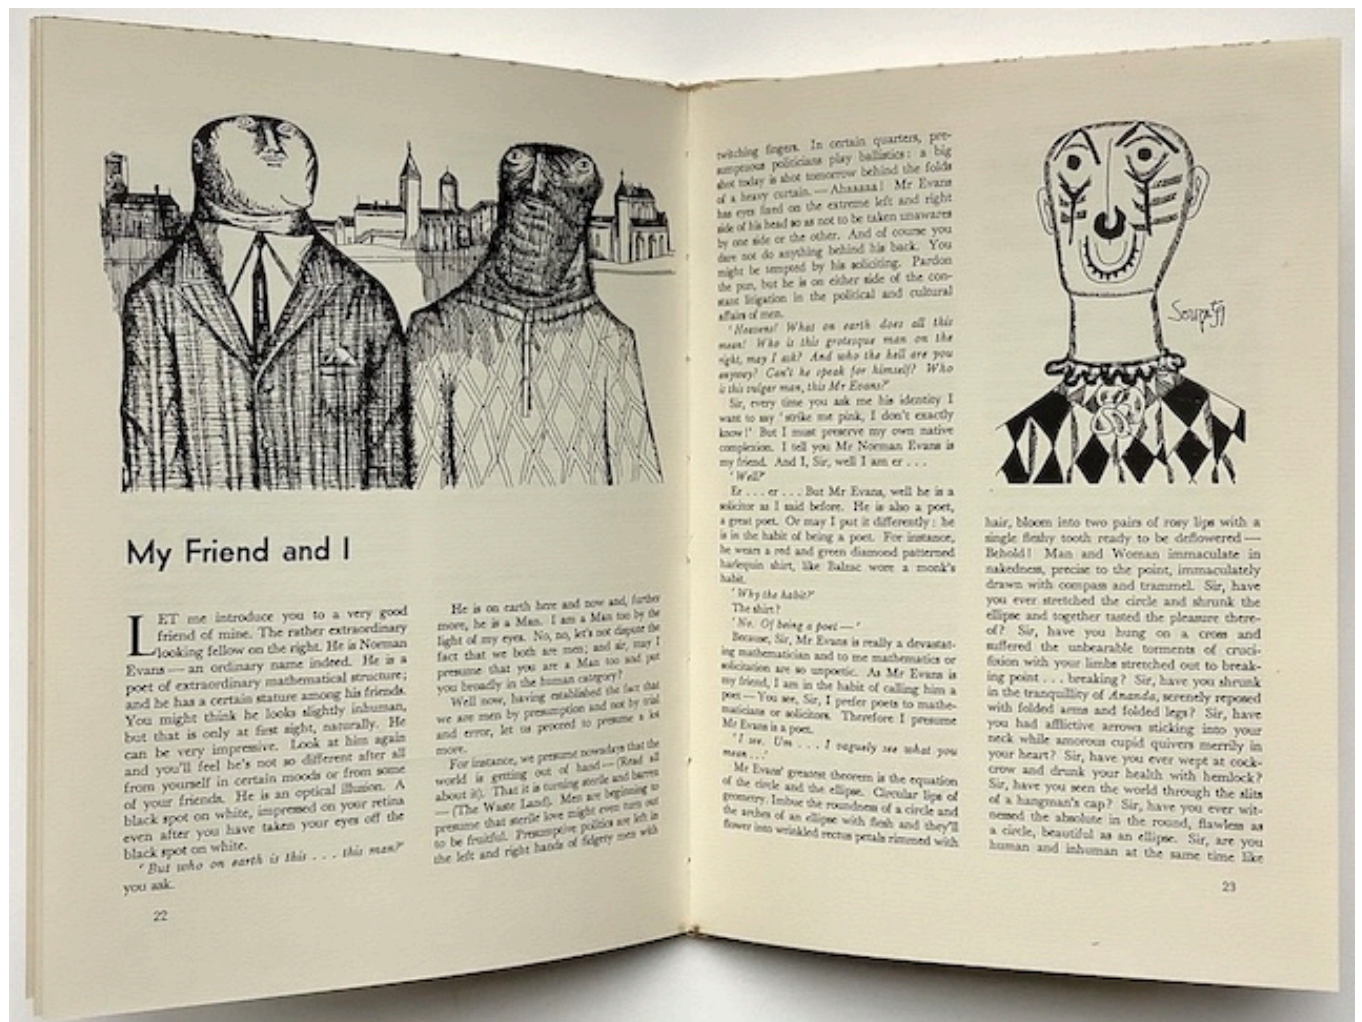 My Friend and I
LET me introduce you to a very good
friend of mine. The rather extraordinary
looking fellow on the right. He is Norman
Evans — an ordinary name indeed. He is a
poet of extraordinary mathematical structure;
and he has a certain stature among his friends.
You might think he looks slightly inhuman,
but that is only at first sight, naturally. He
can be very impressive. Look at him again
and you'll feel he's not so different after all
from yourself in certain moods or from some
of your friends. He is an optical illusion. A
black spot on white, impressed on your retina
even after you have taken your eyes off the
black spot on white.
'But who on earth is this . . . this man?'
you ask.
22
He is on earth here and now and, further
more, he is a Man. I am a Man too by the
light of my eyes. No, no, let's not dispute the
fact that we both are men; and sir, may I
presume that you are a Man too and put
you broadly in the human category?
Well now, having established the fact that
we are men by presumption and not by trial
and error, let us proceed to presume a lot
more.
For instance, we presume nowadays that the
world is getting out of hand — (Read all
about it). That it is turning sterile and barren
— (The Waste Land). Men are beginning to
presume that sterile love might even turn out
to be fruitful. Presumptive politics are left in
the left and right hands of fidgety men with
twitching fingers. In certain quarters, pre-
sumptuous politicians play ballistics: a big
shot today is shot tomorrow behind the folds
of a heavy curtain. — Ahaaaaa! Mr Evans
has eyes fixed on the extreme left and right
side of his head so as not to be taken unawares
by one side or the other. And of course you
dare not do anything behind his back. You
might be tempted by his soliciting. Pardon
the pun, but he is on either side of the con-
stant litigation in the political and cultural
affairs of men.
'Heavens! What on earth does all this
mean! Who is this grotesque man on the
right, may I ask? And who the hell are you
anyway? Can't he speak for himself? Who
is this vulgar man, this Mr Evans?'
Sir, every time you ask me his identity I
want to say 'strike me pink, I don't exactly
know!' But I must preserve my own native
complexion. I tell you Mr Norman Evans is
my friend. And I, Sir, well I am er . . .
'Well?'
Er . . . er . . . But Mr Evans, well he is a
solicitor as I said before. He is also a poet,
a great poet. Or may I put it differently: he
is in the habit of being a poet. For instance,
he wears a red and green diamond patterned
harlequin shirt, like Balzac wore a monk's
habit.
'Why the habit?'
The shirt?
'No. Of being a poet —'
Because, Sir, Mr Evans is really a devastat-
ing mathematician and to me mathematics or
solicitation are so unpoetic. As Mr Evans is
my friend, I am in the habit of calling him a
poet — You see, Sir, I prefer poets to mathe-
maticians or solicitors. Therefore I presume
Mr Evans is a poet.
'I see. Um . . . I vaguely see what you
mean . . .'
Mr Evans' greatest theorem is the equation
of the circle and the ellipse. Circular lips of
geometry. Imbue the roundness of a circle and
the arches of an ellipse with flesh and they'll
flower into wrinkled rectus petals rimmed with
Souza 59
hair, bloom into two pairs of rosy lips with a
single fleshy tooth ready to be deflowered —
Behold! Man and Woman immaculate in
nakedness, precise to the point, immaculately
drawn with compass and trammel. Sir, have
you ever stretched the circle and shrunk the
ellipse and together tasted the pleasure there-
of? Sir, have you hung on a cross and
suffered the unbearable torments of cruci-
fixion with your limbs stretched out to break-
ing point . . . breaking? Sir, have you shrunk
in the tranquillity of Ananda, serenely reposed
with folded arms and folded legs? Sir, have
you had afflictive arrows sticking into your
neck while amorous cupid quivers merrily in
your heart? Sir, have you ever wept at cock-
crow and drunk your health with hemlock?
Sir, have you seen the world through the slits
of a hangman's cap? Sir, have you ever wit-
nessed the absolute in the round, flawless as
a circle, beautiful as an ellipse. Sir, are you
human and inhuman at the same time like
23